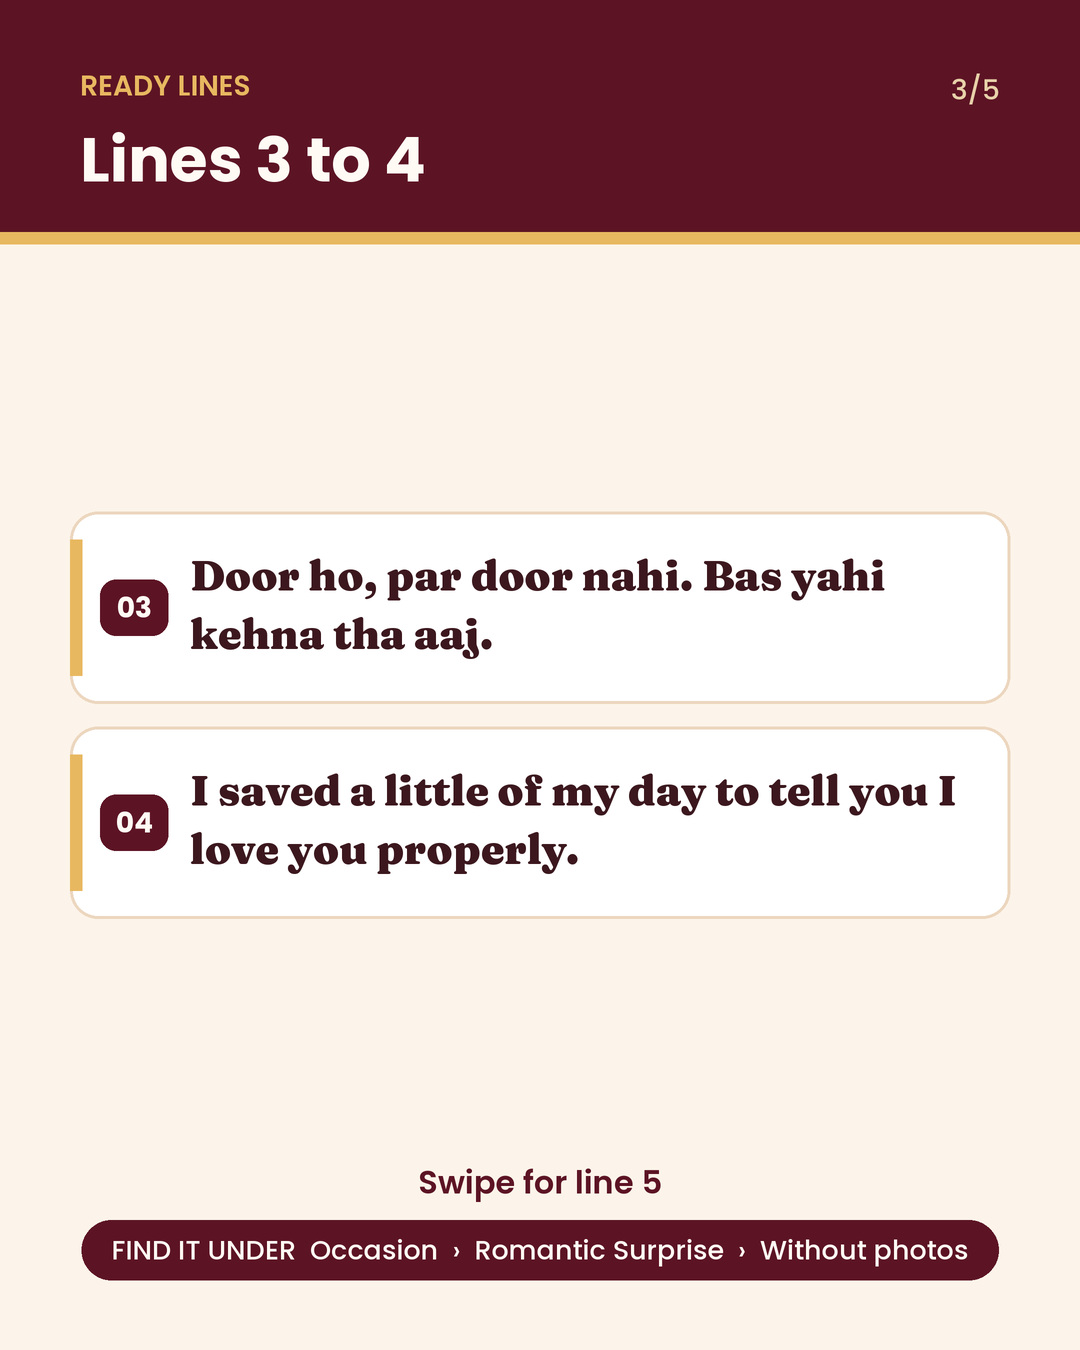 READY LINES
3/5
Lines 3 to 4
03
Door ho, par door nahi. Bas yahi
kehna tha aaj.
04
I saved a little of my day to tell you I
love you properly.
Swipe for line 5
FIND IT UNDER Occasion › Romantic Surprise › Without photos